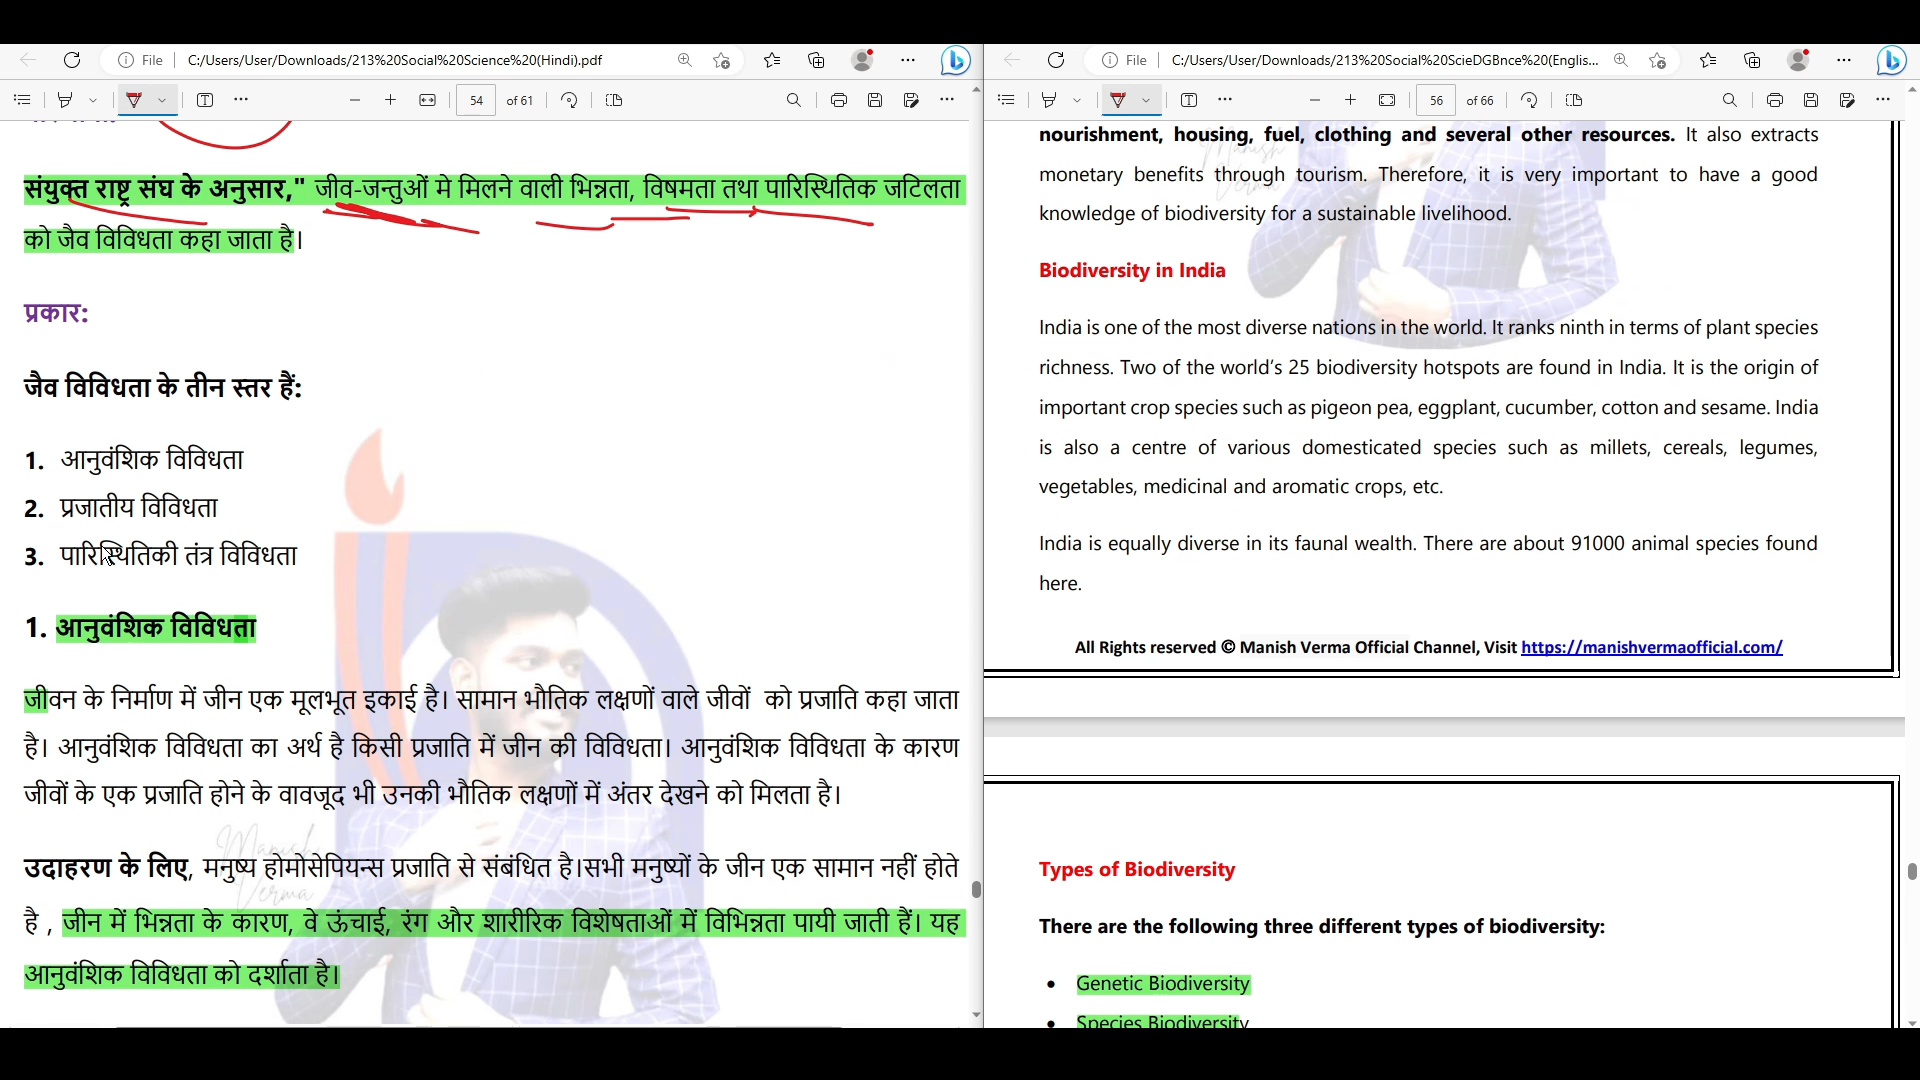 File C:/Users/User/Downloads/213%20Social%20Science%20(Hindi).pdf
54 of 61
संयुक्त राष्ट्र संघ के अनुसार," जीव-जन्तुओं मे मिलने वाली भिन्नता, विषमता तथा पारिस्थितिक जटिलता
को जैव विविधता कहा जाता है।
प्रकार:
जैव विविधता के तीन स्तर हैं:
1. आनुवंशिक विविधता
2. प्रजातीय विविधता
3. पारिस्थितिकी तंत्र विविधता
1. आनुवंशिक विविधता
जीवन के निर्माण में जीन एक मूलभूत इकाई है। सामान भौतिक लक्षणों वाले जीवों को प्रजाति कहा जाता
है। आनुवंशिक विविधता का अर्थ है किसी प्रजाति में जीन की विविधता। आनुवंशिक विविधता के कारण
जीवों के एक प्रजाति होने के वावजूद भी उनकी भौतिक लक्षणों में अंतर देखने को मिलता है।
उदाहरण के लिए, मनुष्य होमोसेपियन्स प्रजाति से संबंधित है।सभी मनुष्यों के जीन एक सामान नहीं होते
है , जीन में भिन्नता के कारण, वे ऊंचाई, रंग और शारीरिक विशेषताओं में विभिन्नता पायी जाती हैं। यह
आनुवंशिक विविधता को दर्शाता है।
Manish
Verma
File C:/Users/User/Downloads/213%20Social%20ScieDGBnce%20(Englis...
56 of 66
nourishment, housing, fuel, clothing and several other resources. It also extracts
monetary benefits through tourism. Therefore, it is very important to have a good
knowledge of biodiversity for a sustainable livelihood.
Biodiversity in India
India is one of the most diverse nations in the world. It ranks ninth in terms of plant species
richness. Two of the world's 25 biodiversity hotspots are found in India. It is the origin of
important crop species such as pigeon pea, eggplant, cucumber, cotton and sesame. India
is also a centre of various domesticated species such as millets, cereals, legumes,
vegetables, medicinal and aromatic crops, etc.
India is equally diverse in its faunal wealth. There are about 91000 animal species found
here.
All Rights reserved © Manish Verma Official Channel, Visit https://manishvermaofficial.com/
Types of Biodiversity
There are the following three different types of biodiversity:
• Genetic Biodiversity
• Species Biodiversity